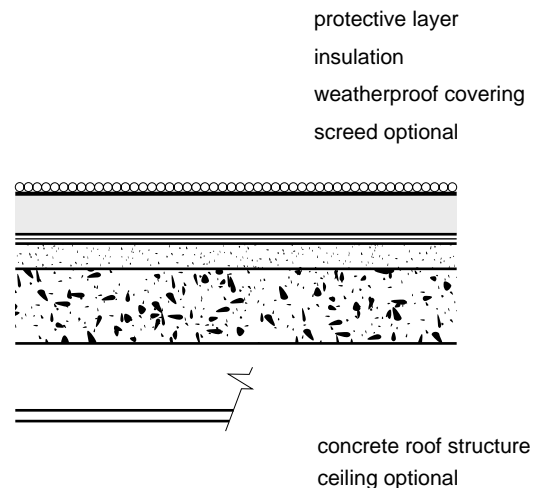 protective layer
insulation
weatherproof covering
screed optional
concrete roof structure
ceiling optional